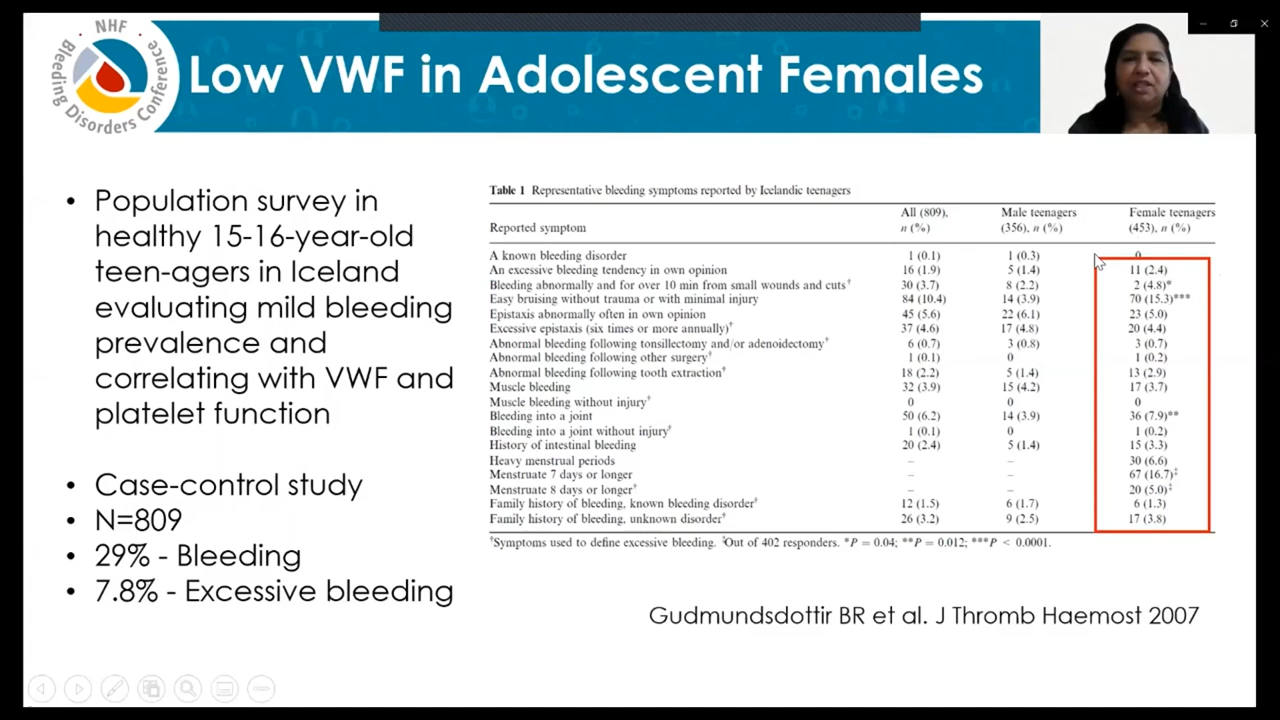 NHF
Bleeding Disorders Conference
Low VWF in Adolescent Females
• Population survey in
healthy 15-16-year-old
teen-agers in Iceland
evaluating mild bleeding
prevalence and
correlating with VWF and
platelet function
• Case-control study
• N=809
• 29% - Bleeding
• 7.8% - Excessive bleeding
Table 1 Representative bleeding symptoms reported by Icelandic teenagers
All (809), Male teenagers Female teenagers
Reported symptom n (%) (356), n (%) (453), n (%)
A known bleeding disorder 1 (0.1) 1 (0.3) 0
An excessive bleeding tendency in own opinion 16 (1.9) 5 (1.4) 11 (2.4)
Bleeding abnormally and for over 10 min from small wounds and cuts† 30 (3.7) 8 (2.2) 2 (4.8)*
Easy bruising without trauma or with minimal injury 84 (10.4) 14 (3.9) 70 (15.3)***
Epistaxis abnormally often in own opinion 45 (5.6) 22 (6.1) 23 (5.0)
Excessive epistaxis (six times or more annually)† 37 (4.6) 17 (4.8) 20 (4.4)
Abnormal bleeding following tonsillectomy and/or adenoidectomy† 6 (0.7) 3 (0.8) 3 (0.7)
Abnormal bleeding following other surgery† 1 (0.1) 0 1 (0.2)
Abnormal bleeding following tooth extraction† 18 (2.2) 5 (1.4) 13 (2.9)
Muscle bleeding 32 (3.9) 15 (4.2) 17 (3.7)
Muscle bleeding without injury† 0 0 0
Bleeding into a joint 50 (6.2) 14 (3.9) 36 (7.9)**
Bleeding into a joint without injury† 1 (0.1) 0 1 (0.2)
History of intestinal bleeding 20 (2.4) 5 (1.4) 15 (3.3)
Heavy menstrual periods – – 30 (6.6)
Menstruate 7 days or longer – – 67 (16.7)‡
Menstruate 8 days or longer† – – 20 (5.0)‡
Family history of bleeding, known bleeding disorder† 12 (1.5) 6 (1.7) 6 (1.3)
Family history of bleeding, unknown disorder† 26 (3.2) 9 (2.5) 17 (3.8)
†Symptoms used to define excessive bleeding. ‡Out of 402 responders. *P = 0.04; **P = 0.012; ***P < 0.0001.
Gudmundsdottir BR et al. J Thromb Haemost 2007